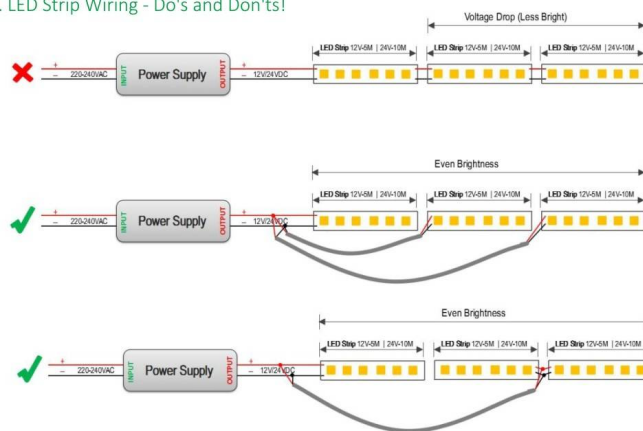 . LED Strip Wiring - Do's and Don'ts!
Voltage Drop (Less Bright)
LED Strip 12V-5M | 24V-10M
LED Strip 12V-5M | 24V-10M
LED Strip 12V-5M | 24V-10M
+
– 220-240VAC
INPUT
Power Supply
OUTPUT
+
– 12V/24VDC
Even Brightness
LED Strip 12V-5M | 24V-10M
LED Strip 12V-5M | 24V-10M
LED Strip 12V-5M | 24V-10M
+
– 220-240VAC
INPUT
Power Supply
OUTPUT
+
– 12V/24VDC
Even Brightness
LED Strip 12V-5M | 24V-10M
LED Strip 12V-5M | 24V-10M
LED Strip 12V-5M | 24V-10M
+
– 220-240VAC
INPUT
Power Supply
OUTPUT
+
– 12V/24VDC